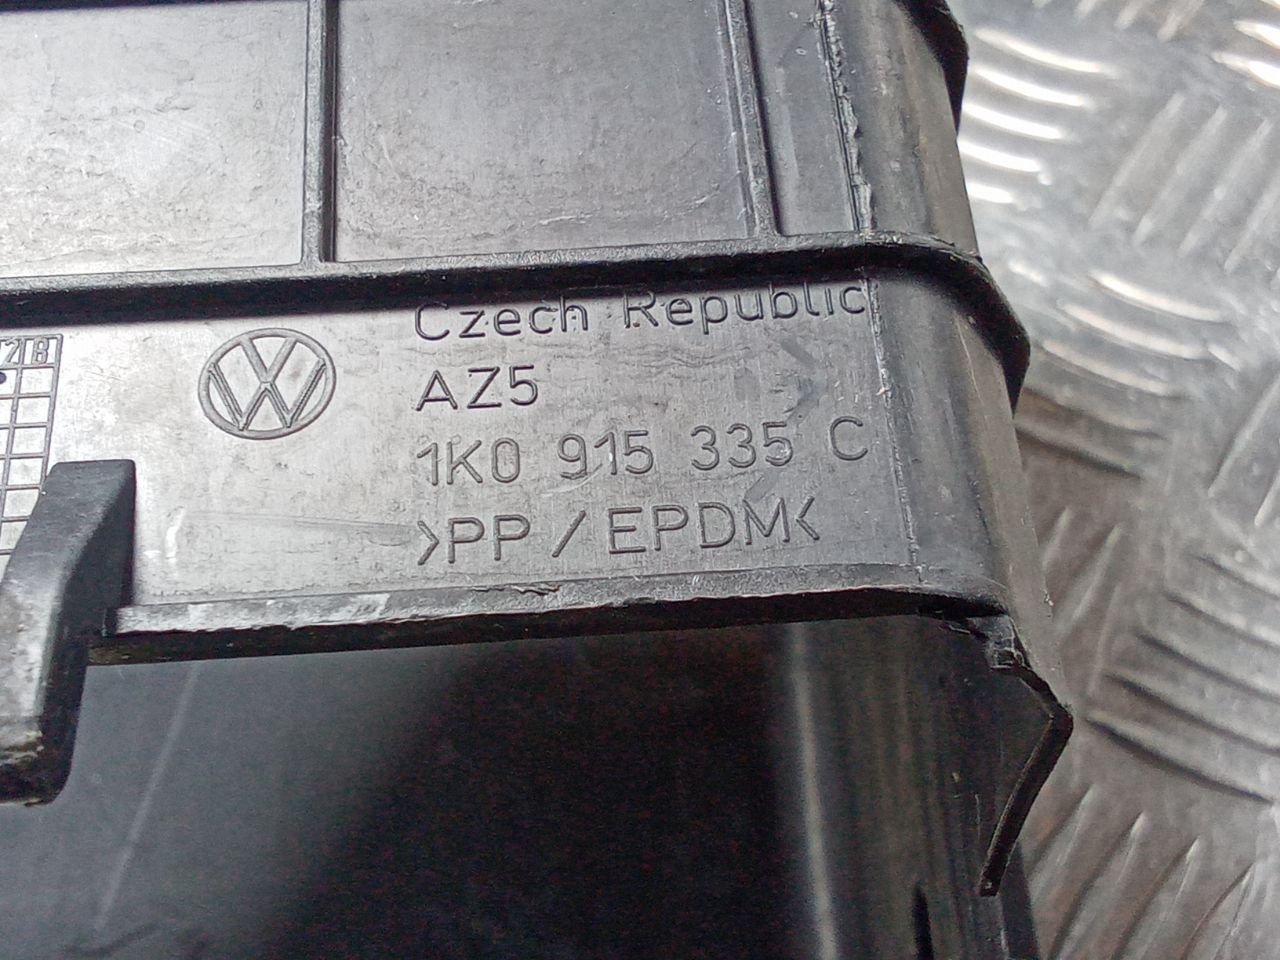 Czech Republic
AZ5
1K0 915 335 C
>PP/EPDM<